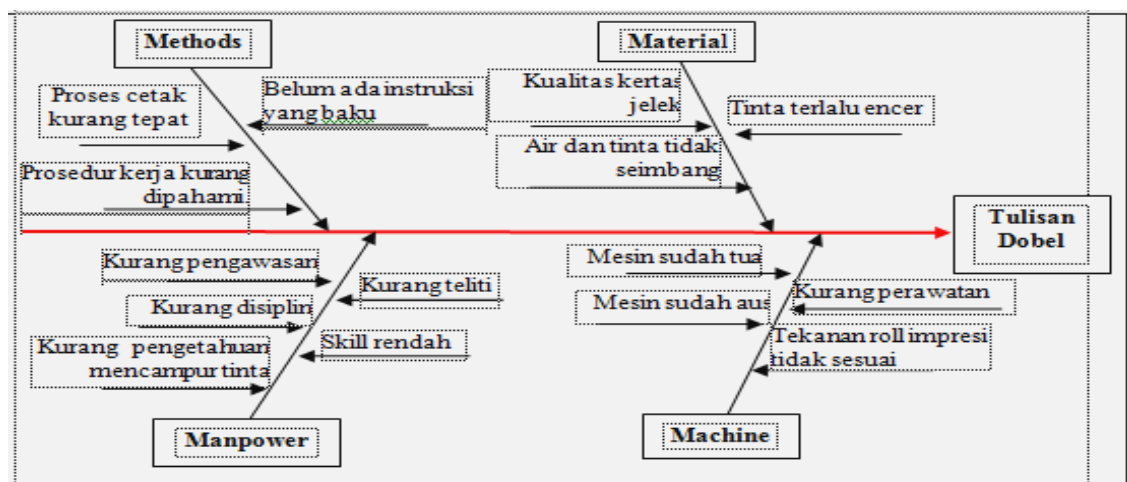 Methods
Material
Proses cetak
kurang tepat
Belum ada instruksi
yang baku
Kualitas kertas
jelek
Tinta terlalu encer
Air dan tinta tidak
seimbang
Prosedur kerja kurang
dipahami
Tulisan
Dobel
Kurang pengawasan
Kurang teliti
Kurang disiplin
Skill rendah
Kurang pengetahuan
mencampur tinta
Mesin sudah tua
Kurang perawatan
Mesin sudah aus
Tekanan roll impresi
tidak sesuai
Manpower
Machine